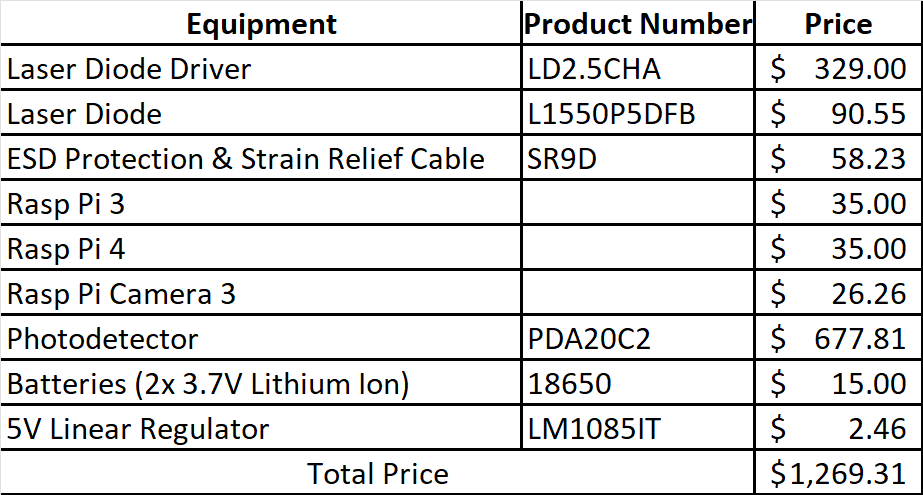 Equipment Product Number Price
Laser Diode Driver LD2.5CHA $ 329.00
Laser Diode L1550P5DFB $ 90.55
ESD Protection & Strain Relief Cable SR9D $ 58.23
Rasp Pi 3 $ 35.00
Rasp Pi 4 $ 35.00
Rasp Pi Camera 3 $ 26.26
Photodetector PDA20C2 $ 677.81
Batteries (2x 3.7V Lithium Ion) 18650 $ 15.00
5V Linear Regulator LM1085IT $ 2.46
Total Price $1,269.31